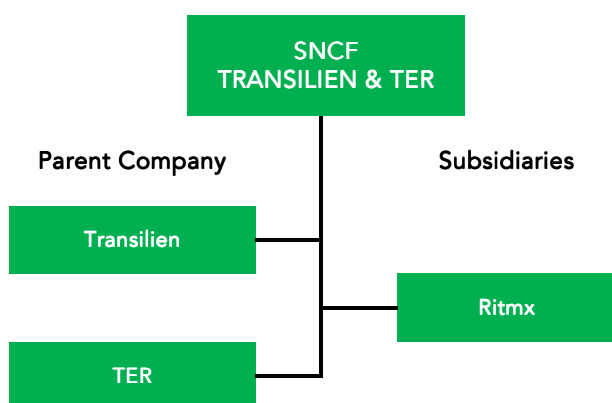 SNCF
TRANSILIEN & TER
Parent Company
Subsidiaries
Transilien
Ritmx
TER